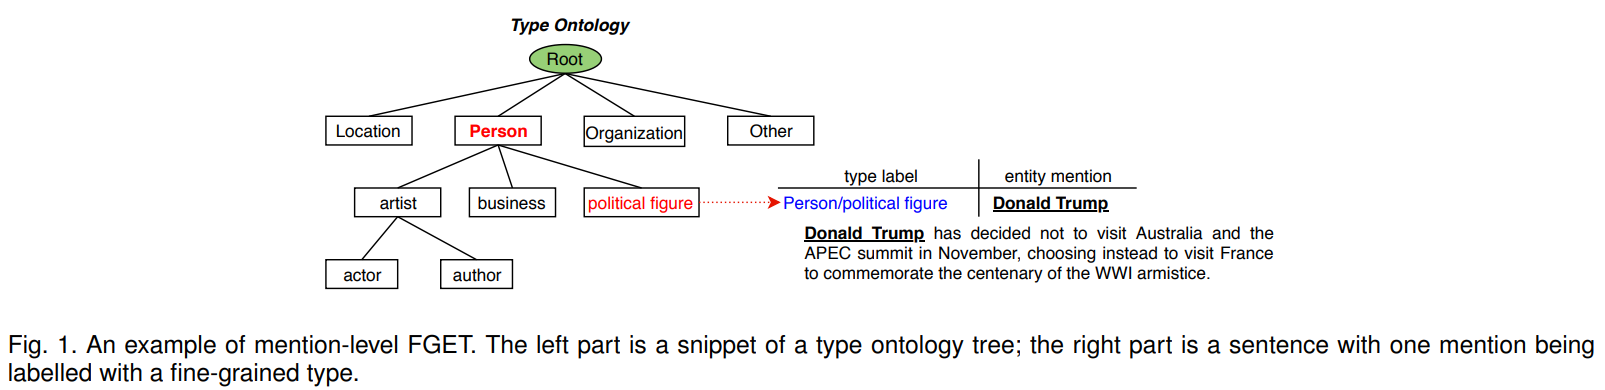 Type Ontology
Root
Location
Person
Organization
Other
artist
business
political figure
actor
author
type label
entity mention
Person/political figure
Donald Trump
Donald Trump has decided not to visit Australia and the
APEC summit in November, choosing instead to visit France
to commemorate the centenary of the WWI armistice.
Fig. 1. An example of mention-level FGET. The left part is a snippet of a type ontology tree; the right part is a sentence with one mention being
labelled with a fine-grained type.